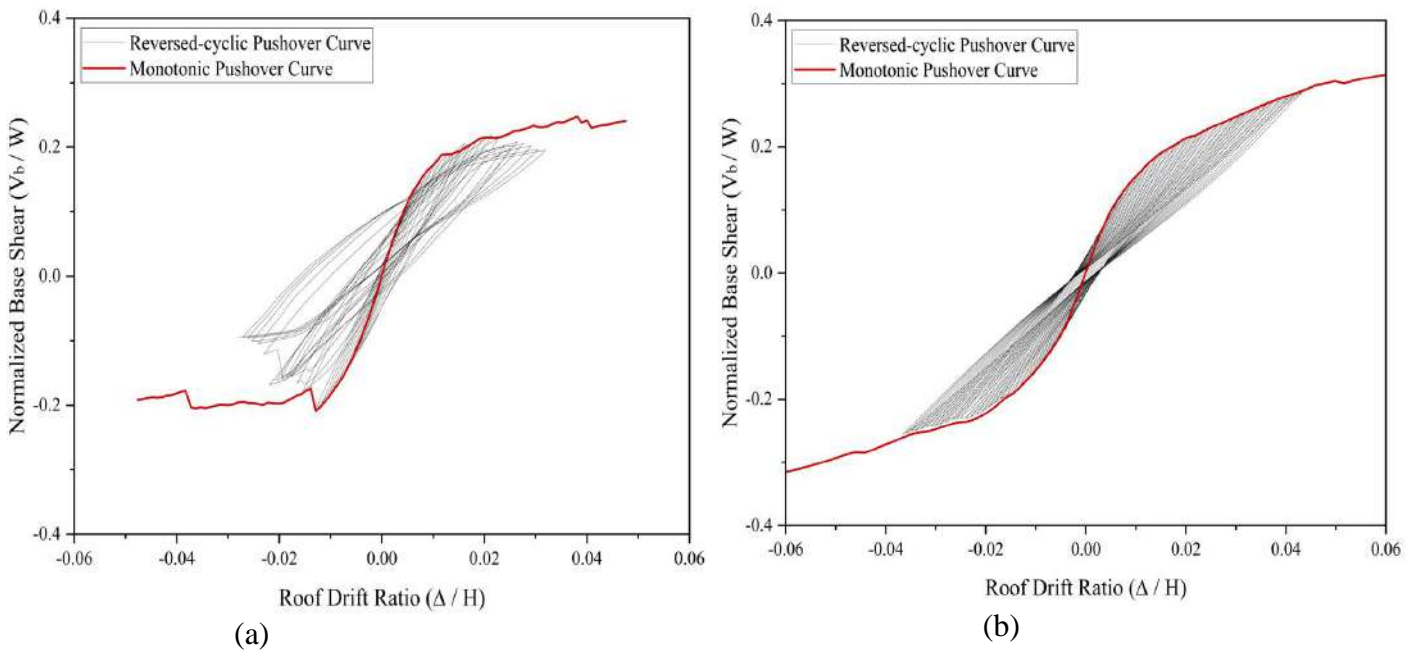 Reversed-cyclic Pushover Curve
Monotonic Pushover Curve
Normalized Base Shear (Vb / W)
0.4
0.2
0.0
-0.2
-0.4
-0.06 -0.04 -0.02 0.00 0.02 0.04 0.06
Roof Drift Ratio (Δ / H)
(a)
Reversed-cyclic Pushover Curve
Monotonic Pushover Curve
Normalized Base Shear (Vb / W)
0.4
0.2
0.0
-0.2
-0.4
-0.06 -0.04 -0.02 0.00 0.02 0.04 0.06
Roof Drift Ratio (Δ / H)
(b)